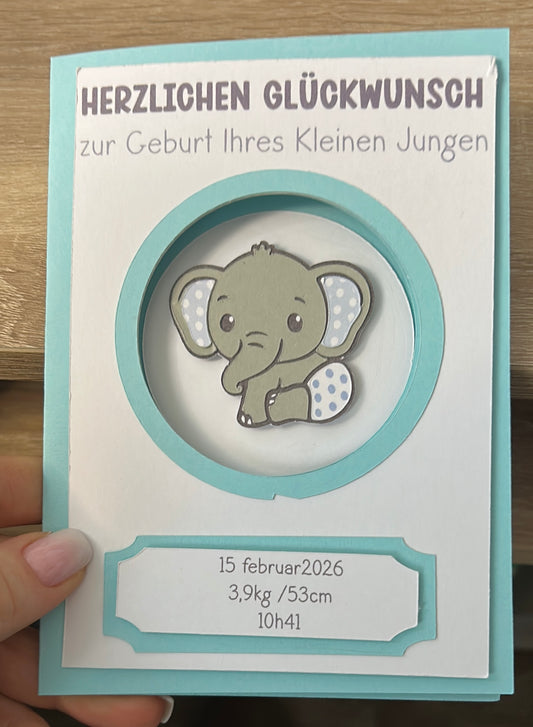 HERZLICHEN GLÜCKWUNSCH
zur Geburt Ihres Kleinen Jungen
15 februar2026
3,9kg /53cm
10h41